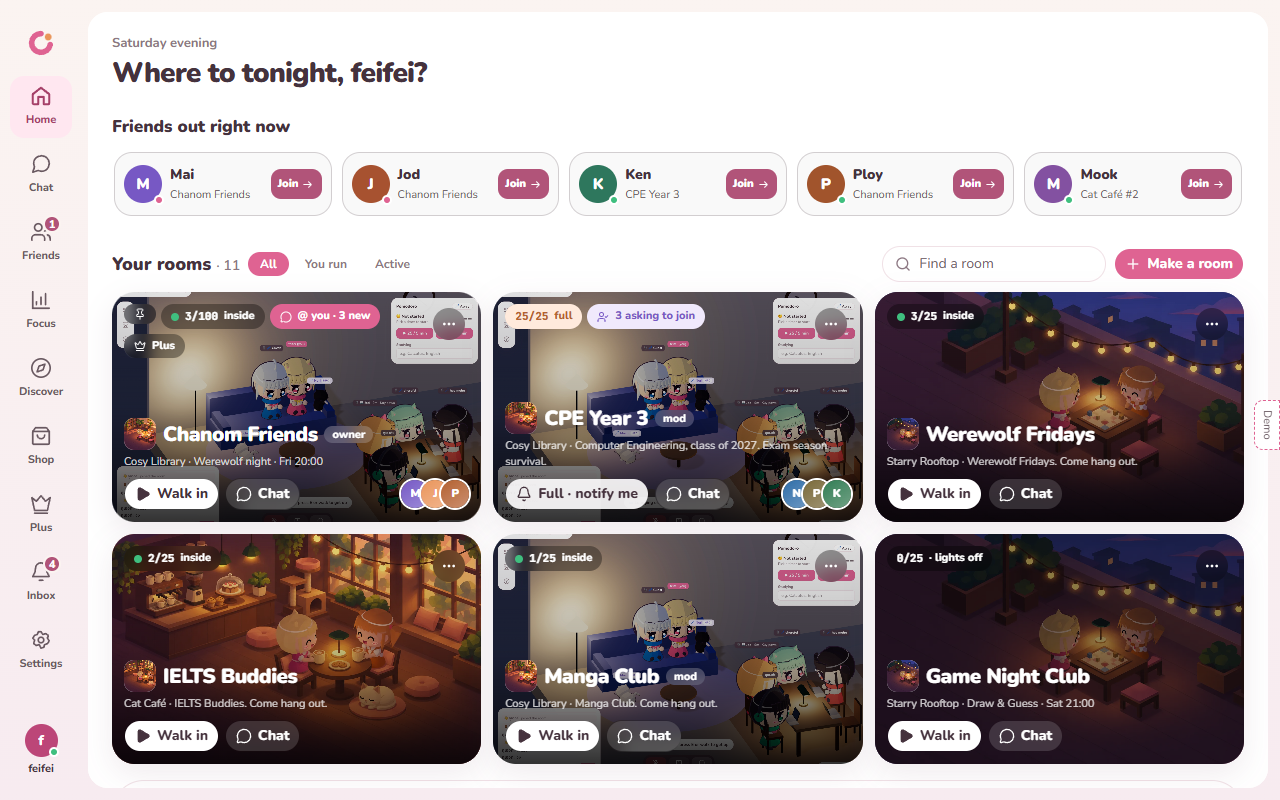 Saturday evening
Where to tonight, feifei?
Home
Chat
1
Friends
Focus
Discover
Shop
Plus
4
Inbox
Settings
f
feifei
Friends out right now
M
Mai
Chanom Friends
Join →
J
Jod
Chanom Friends
Join →
K
Ken
CPE Year 3
Join →
P
Ploy
Chanom Friends
Join →
M
Mook
Cat Café #2
Join →
Your rooms · 11
All
You run
Active
Find a room
+ Make a room
3/100 inside
@ you · 3 new
Plus
Chanom Friends owner
Cosy Library · Werewolf night · Fri 20:00
Walk in
Chat
M J P
25/25 full
3 asking to join
Pomodoro
CPE Year 3 mod
Cosy Library · Computer Engineering, class of 2027. Exam season
survival.
Full · notify me
Chat
N P K
3/25 inside
Werewolf Fridays
Starry Rooftop · Werewolf Fridays. Come hang out.
Walk in
Chat
2/25 inside
IELTS Buddies
Cat Café · IELTS Buddies. Come hang out.
Walk in
Chat
1/25 inside
Manga Club mod
Cosy Library · Manga Club. Come hang out.
Walk in
Chat
0/25 · lights off
Game Night Club
Starry Rooftop · Draw & Guess · Sat 21:00
Walk in
Chat
Demo